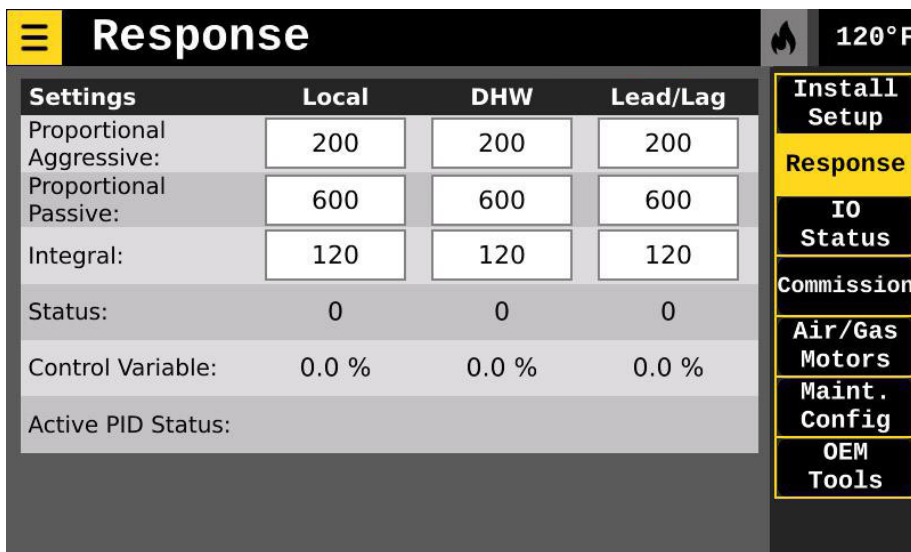 Response
120°F
Settings Local DHW Lead/Lag
Proportional
Aggressive: 200 200 200
Proportional
Passive: 600 600 600
Integral: 120 120 120
Status: 0 0 0
Control Variable: 0.0 % 0.0 % 0.0 %
Active PID Status:
Install
Setup
Response
IO
Status
Commission
Air/Gas
Motors
Maint.
Config
OEM
Tools